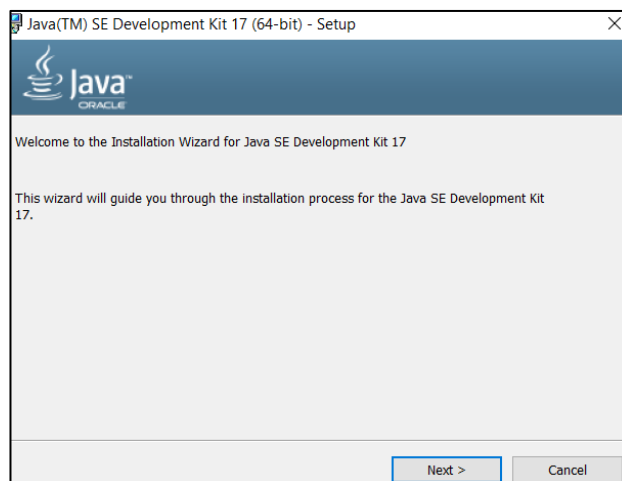 Java(TM) SE Development Kit 17 (64-bit) - Setup
Java™
ORACLE
Welcome to the Installation Wizard for Java SE Development Kit 17
This wizard will guide you through the installation process for the Java SE Development Kit
17.
Next >
Cancel